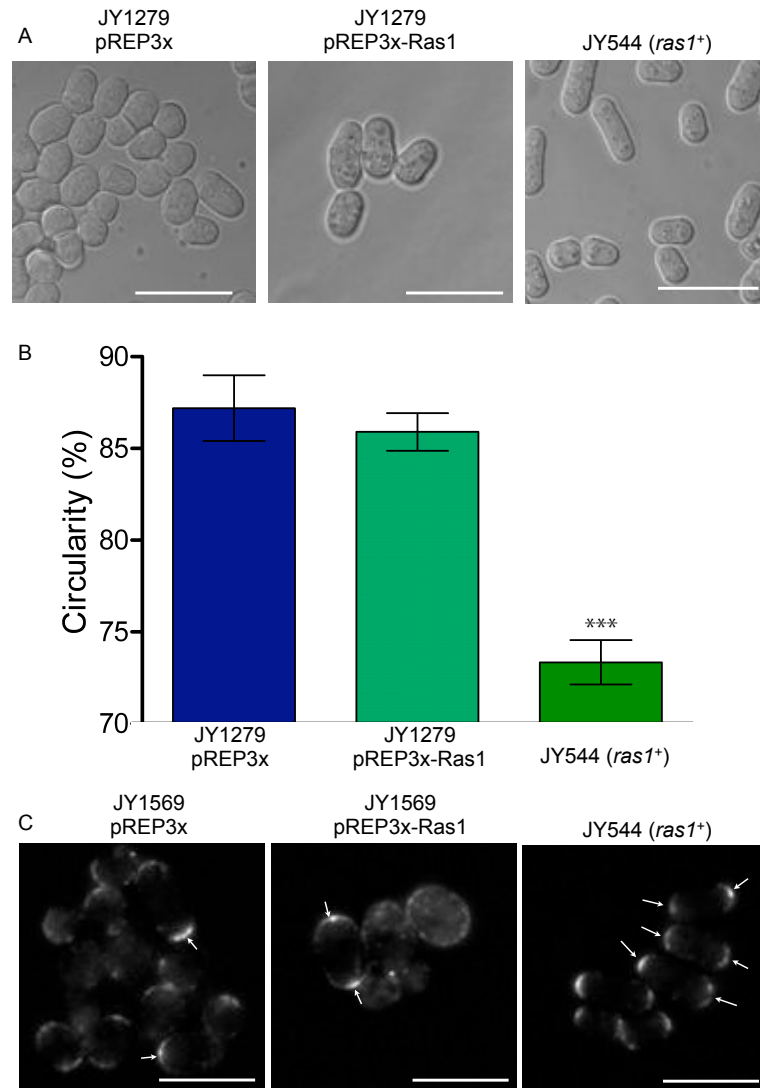 A
JY1279
pREP3x
JY1279
pREP3x-Ras1
JY544 (ras1+)
B
Circularity (%)
90
85
80
75
70
***
JY1279
pREP3x
JY1279
pREP3x-Ras1
JY544 (ras1+)
C
JY1569
pREP3x
JY1569
pREP3x-Ras1
JY544 (ras1+)